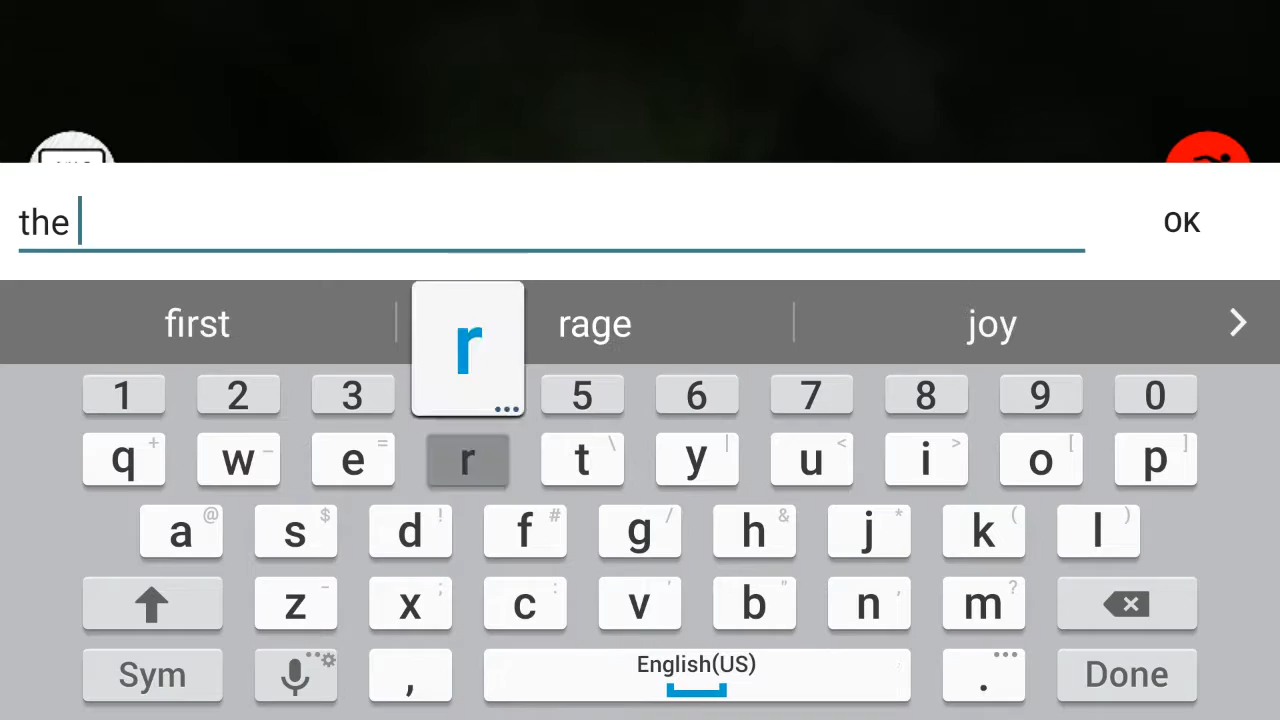 the
OK
first rage joy
r
1 2 3 5 6 7 8 9 0
q + w _ e = r t \ y | u < i > o [ p ]
a @ s $ d ! f # g / h & j * k ( l )
z - x ; c : v ' b " n , m ?
Sym , English(US) . Done